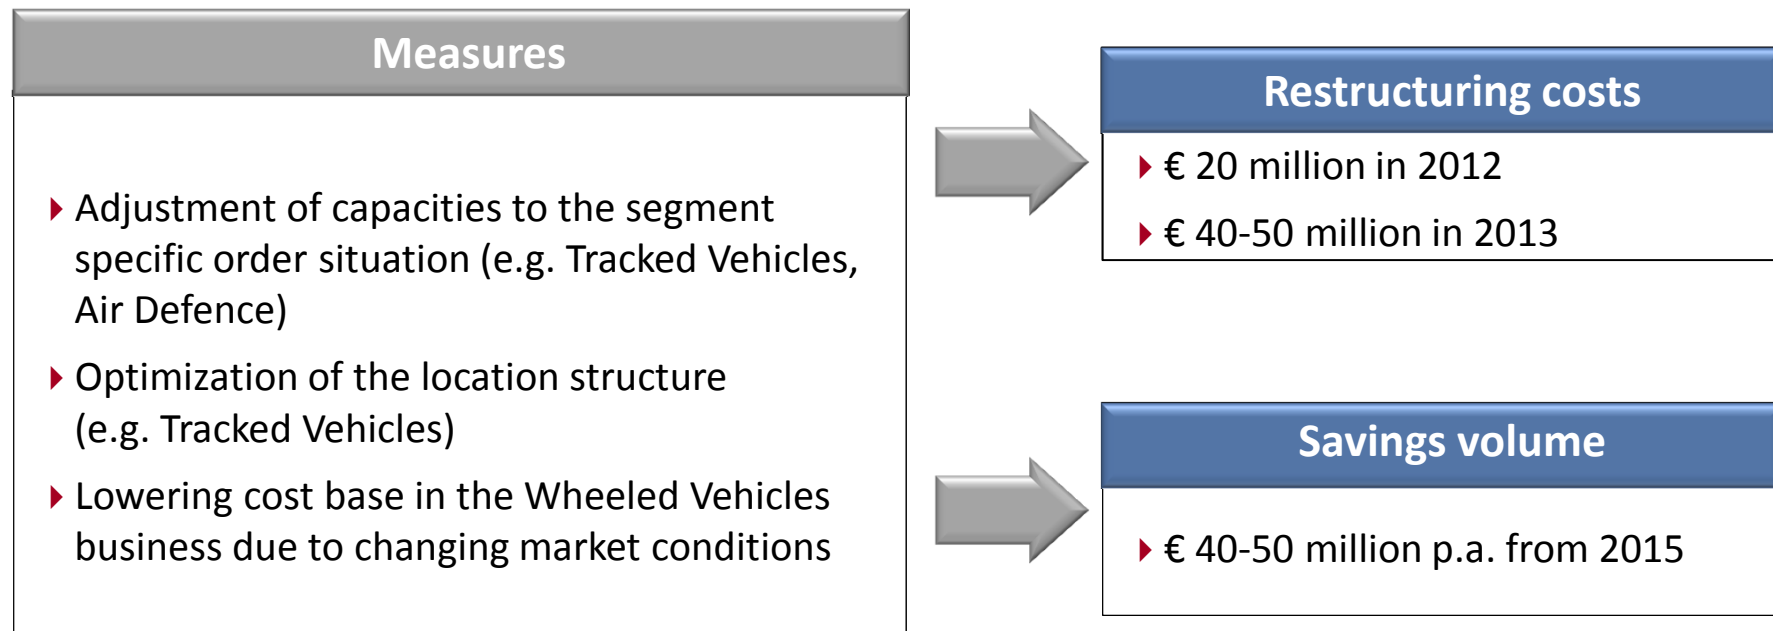 Measures
Adjustment of capacities to the segment
specific order situation (e.g. Tracked Vehicles,
Air Defence)
Optimization of the location structure
(e.g. Tracked Vehicles)
Lowering cost base in the Wheeled Vehicles
business due to changing market conditions
Restructuring costs
€ 20 million in 2012
€ 40-50 million in 2013
Savings volume
€ 40-50 million p.a. from 2015